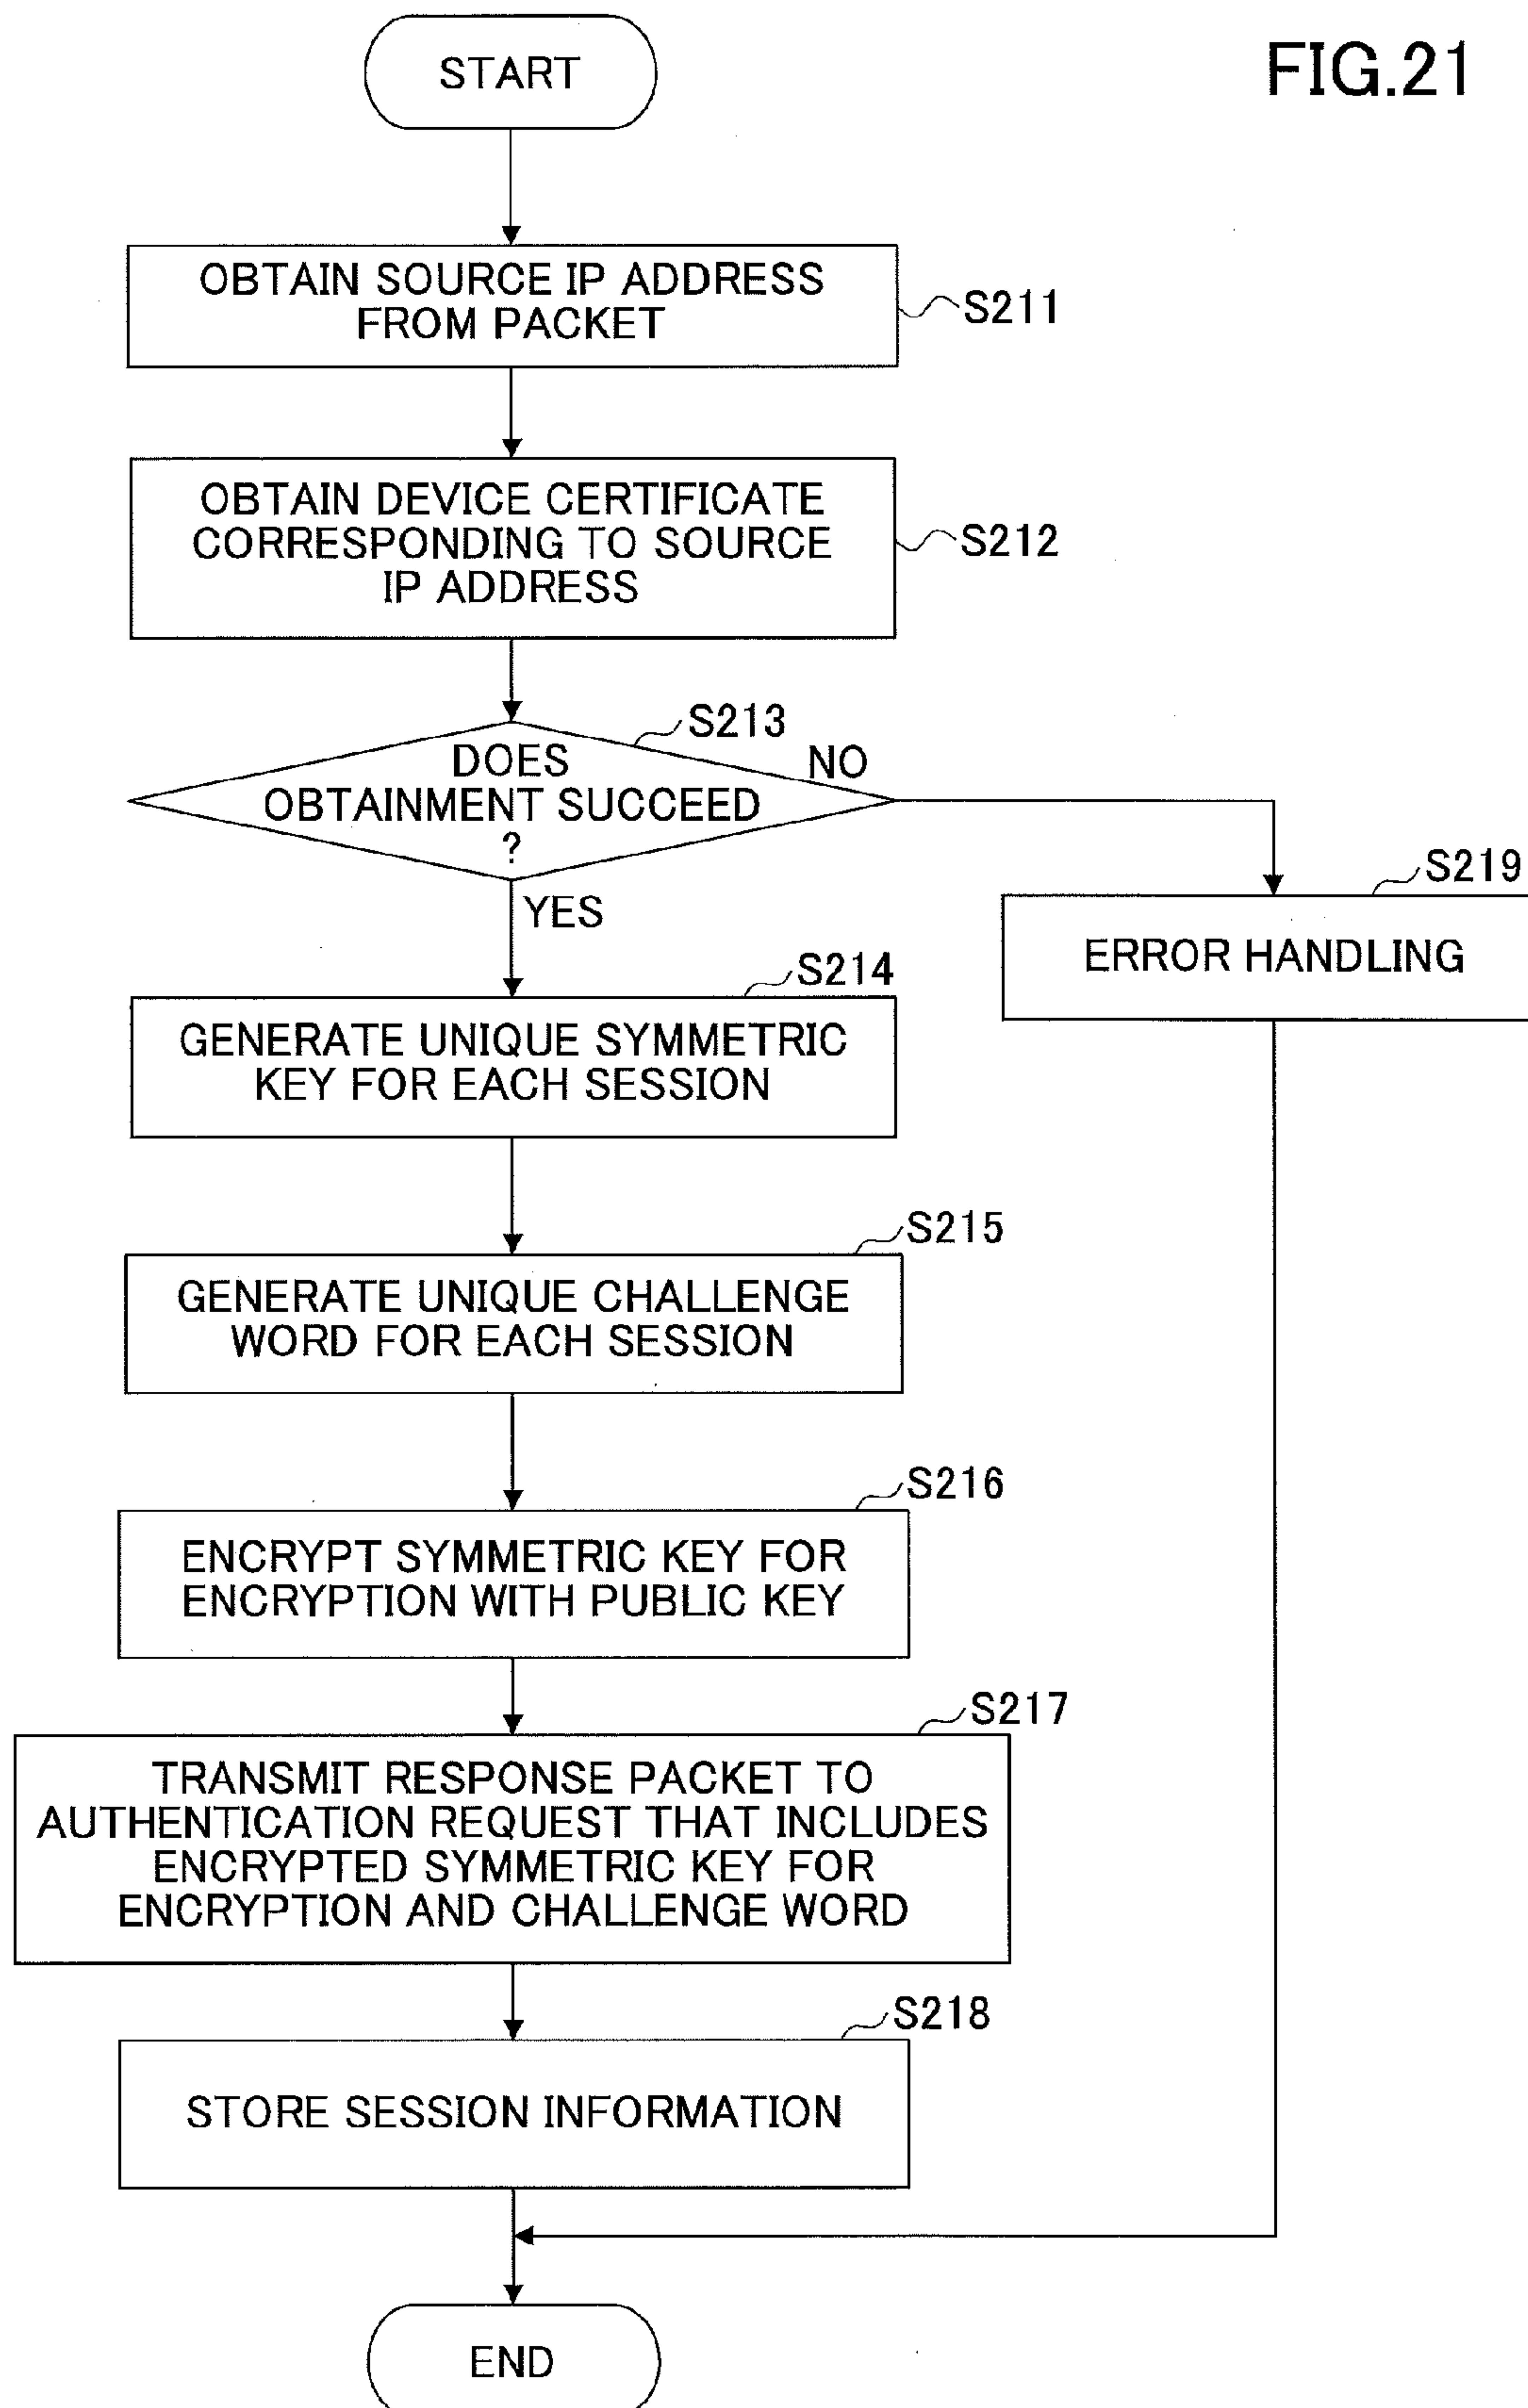 FIG.21
START
OBTAIN SOURCE IP ADDRESS
FROM PACKET
S211
OBTAIN DEVICE CERTIFICATE
CORRESPONDING TO SOURCE
IP ADDRESS
S212
S213
DOES
OBTAINMENT SUCCEED
?
NO
YES
S219
ERROR HANDLING
S214
GENERATE UNIQUE SYMMETRIC
KEY FOR EACH SESSION
S215
GENERATE UNIQUE CHALLENGE
WORD FOR EACH SESSION
S216
ENCRYPT SYMMETRIC KEY FOR
ENCRYPTION WITH PUBLIC KEY
S217
TRANSMIT RESPONSE PACKET TO
AUTHENTICATION REQUEST THAT INCLUDES
ENCRYPTED SYMMETRIC KEY FOR
ENCRYPTION AND CHALLENGE WORD
S218
STORE SESSION INFORMATION
END